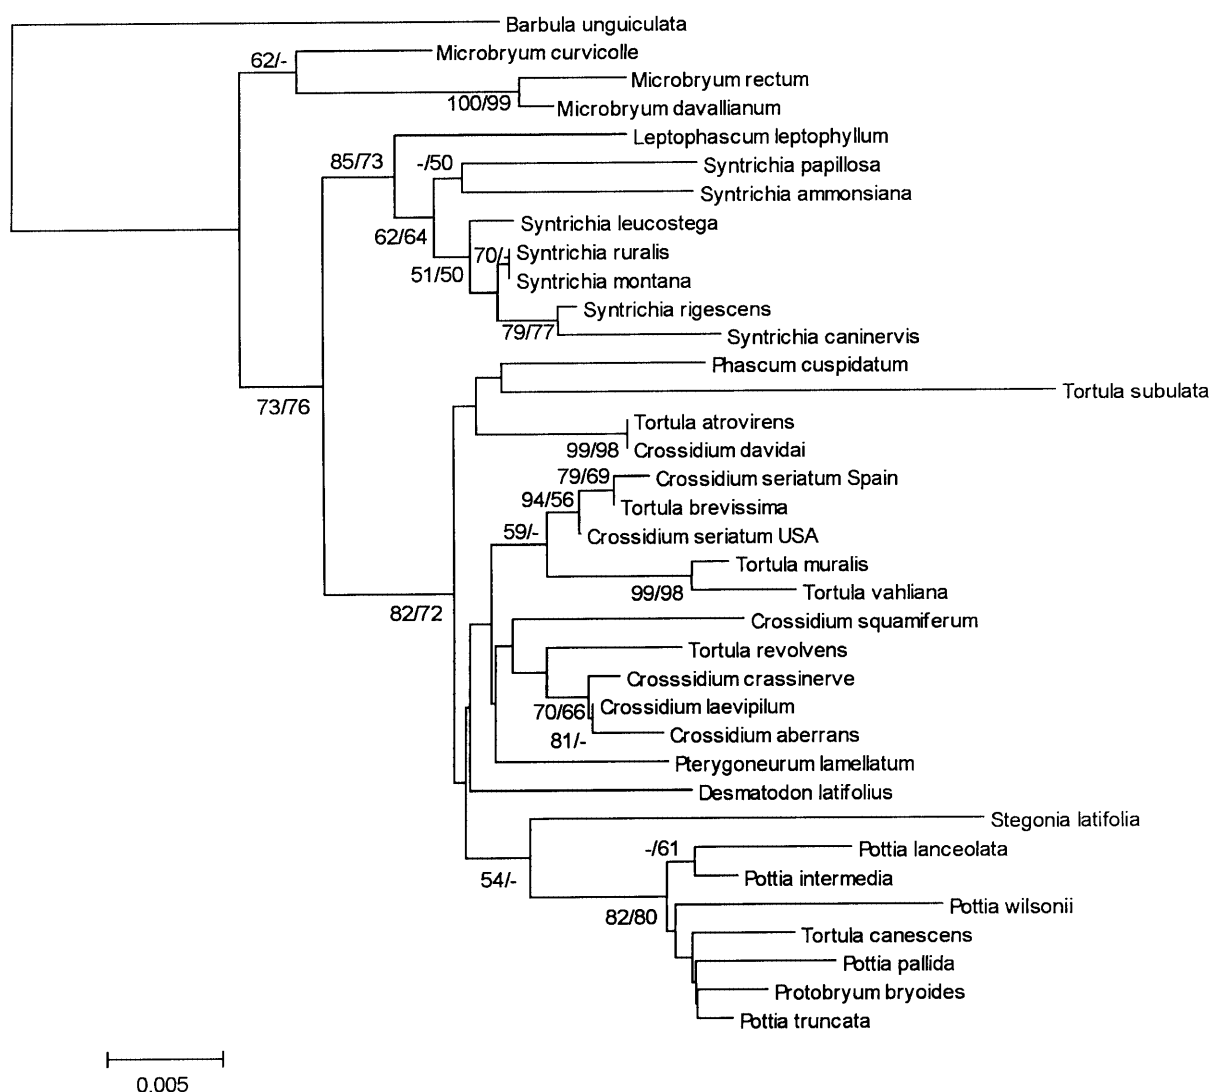 Barbula unguiculata
62/-
Microbryum curvicolle
Microbryum rectum
100/99
Microbryum davallianum
Leptophascum leptophyllum
85/73
-/50
Syntrichia papillosa
Syntrichia ammonsiana
Syntrichia leucostega
62/64
70/-
Syntrichia ruralis
51/50
Syntrichia montana
Syntrichia rigescens
79/77
Syntrichia caninervis
Phascum cuspidatum
Tortula subulata
73/76
Tortula atrovirens
99/98
Crossidium davidai
79/69
Crossidium seriatum Spain
94/56
Tortula brevissima
59/-
Crossidium seriatum USA
Tortula muralis
99/98
Tortula vahliana
82/72
Crossidium squamiferum
Tortula revolvens
Crosssidium crassinerve
70/66
Crossidium laevipilum
81/-
Crossidium aberrans
Pterygoneurum lamellatum
Desmatodon latifolius
Stegonia latifolia
-/61
Pottia lanceolata
54/-
Pottia intermedia
82/80
Pottia wilsonii
Tortula canescens
Pottia pallida
Protobryum bryoides
Pottia truncata
0.005